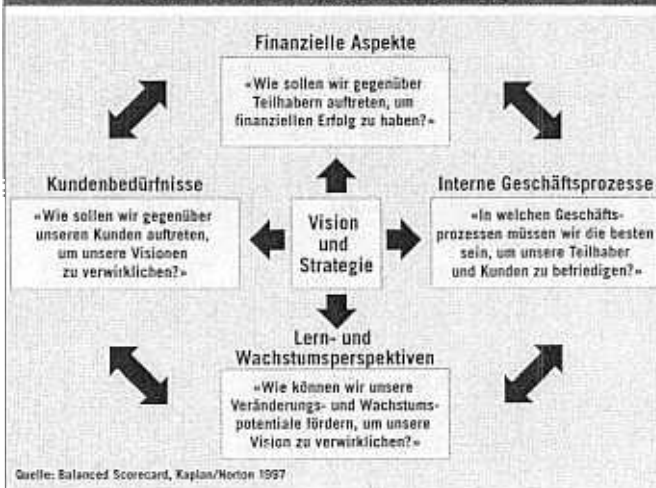 Finanzielle Aspekte
«Wie sollen wir gegenüber
Teilhabern auftreten, um
finanziellen Erfolg zu haben?»
Kundenbedürfnisse
«Wie sollen wir gegenüber
unseren Kunden auftreten,
um unsere Visionen
zu verwirklichen?»
Vision
und
Strategie
Interne Geschäftsprozesse
«In welchen Geschäfts-
prozessen müssen wir die besten
sein, um unsere Teilhaber
und Kunden zu befriedigen?»
Lern- und
Wachstumsperspektiven
«Wie können wir unsere
Veränderungs- und Wachstums-
potentiale fördern, um unsere
Vision zu verwirklichen?»
Quelle: Balanced Scorecard, Kaplan/Norton 1997